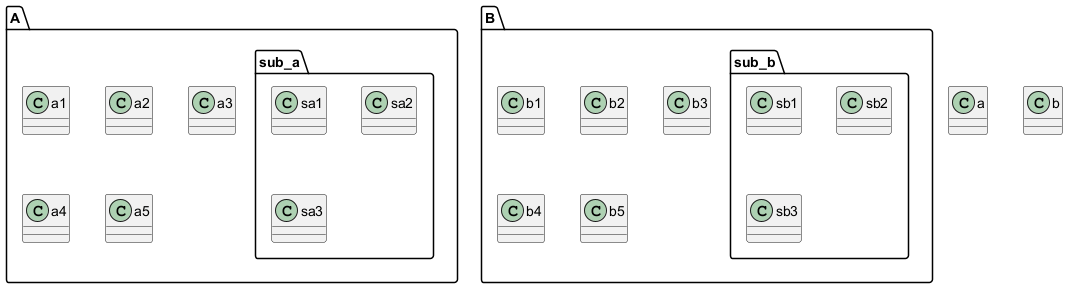 A
B
sub_a
sub_b
C a1
C a2
C a3
C sa1
C sa2
C b1
C b2
C b3
C sb1
C sb2
C a
C b
C a4
C a5
C sa3
C b4
C b5
C sb3